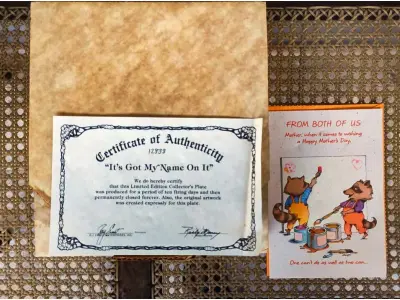 Certificate of Authenticity
"It's Got My Name On It"
We do hereby certify
that this Limited Edition Collector's Plate
was produced for a period of ten firing days and then
permanently closed forever. Also, the original artwork
was created expressly for this plate.
FROM BOTH OF US
Mother, when it comes to wishing
a Happy Mother's Day,
One can't do as well as two can...